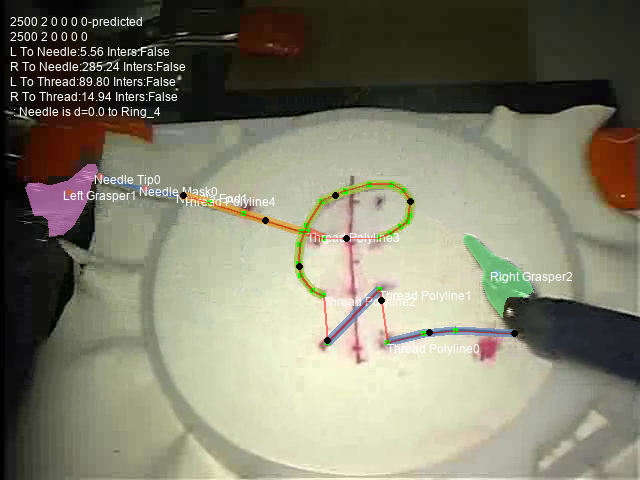 2500 2 0 0 0 0-predicted
2500 2 0 0 0 0
L To Needle:5.56 Inters:False
R To Needle:285.24 Inters:False
L To Thread:89.80 Inters:False
R To Thread:14.94 Inters:False
: Needle is d=0.0 to Ring_4
Needle Tip0
Needle Mask0
End1
Left Grasper1
Thread Polyline4
Thread Polyline3
Right Grasper2
Thread Polyline1
Thread Polyline2
Thread Polyline0